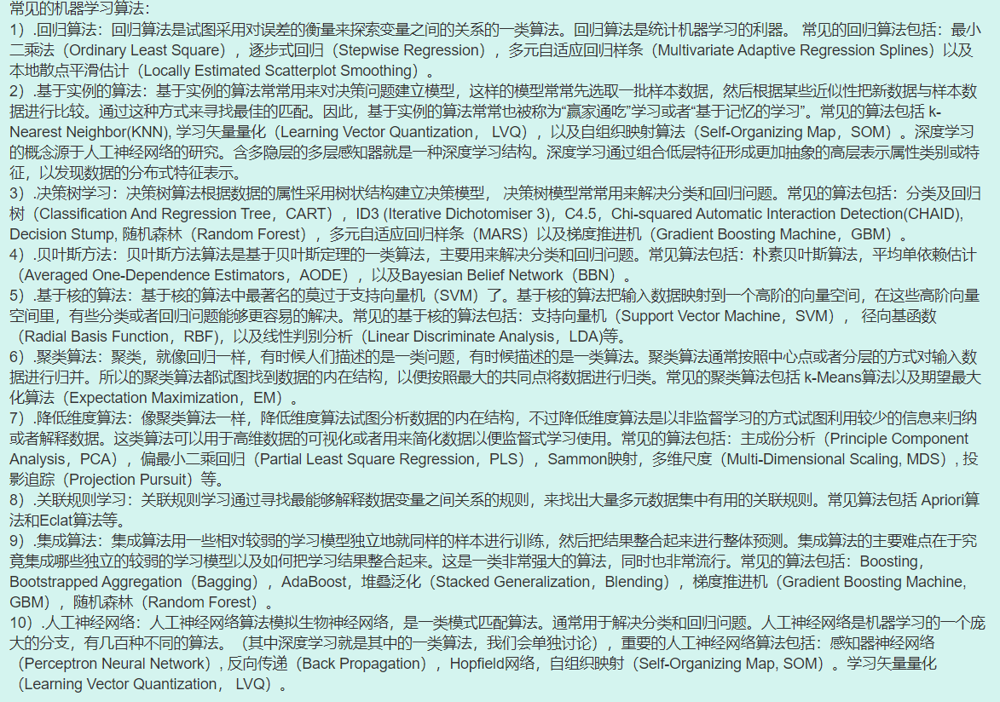 常见的机器学习算法：
1）.回归算法：回归算法是试图采用对误差的衡量来探索变量之间的关系的一类算法。回归算法是统计机器学习的利器。 常见的回归算法包括：最小
二乘法（Ordinary Least Square），逐步式回归（Stepwise Regression），多元自适应回归样条（Multivariate Adaptive Regression Splines）以及
本地散点平滑估计（Locally Estimated Scatterplot Smoothing）。
2）.基于实例的算法：基于实例的算法常常用来对决策问题建立模型，这样的模型常常先选取一批样本数据，然后根据某些近似性把新数据与样本数
据进行比较。通过这种方式来寻找最佳的匹配。因此，基于实例的算法常常也被称为“赢家通吃”学习或者“基于记忆的学习”。常见的算法包括 k-
Nearest Neighbor(KNN), 学习矢量量化（Learning Vector Quantization， LVQ），以及自组织映射算法（Self-Organizing Map，SOM）。深度学习
的概念源于人工神经网络的研究。含多隐层的多层感知器就是一种深度学习结构。深度学习通过组合低层特征形成更加抽象的高层表示属性类别或特
征，以发现数据的分布式特征表示。
3）.决策树学习：决策树算法根据数据的属性采用树状结构建立决策模型， 决策树模型常常用来解决分类和回归问题。常见的算法包括：分类及回归
树（Classification And Regression Tree，CART），ID3 (Iterative Dichotomiser 3)，C4.5，Chi-squared Automatic Interaction Detection(CHAID),
Decision Stump, 随机森林（Random Forest），多元自适应回归样条（MARS）以及梯度推进机（Gradient Boosting Machine，GBM）。
4）.贝叶斯方法：贝叶斯方法算法是基于贝叶斯定理的一类算法，主要用来解决分类和回归问题。常见算法包括：朴素贝叶斯算法，平均单依赖估计
（Averaged One-Dependence Estimators，AODE），以及Bayesian Belief Network（BBN）。
5）.基于核的算法：基于核的算法中最著名的莫过于支持向量机（SVM）了。基于核的算法把输入数据映射到一个高阶的向量空间，在这些高阶向量
空间里，有些分类或者回归问题能够更容易的解决。常见的基于核的算法包括：支持向量机（Support Vector Machine，SVM）， 径向基函数
（Radial Basis Function，RBF)，以及线性判别分析（Linear Discriminate Analysis，LDA)等。
6）.聚类算法：聚类，就像回归一样，有时候人们描述的是一类问题，有时候描述的是一类算法。聚类算法通常按照中心点或者分层的方式对输入数
据进行归并。所以的聚类算法都试图找到数据的内在结构，以便按照最大的共同点将数据进行归类。常见的聚类算法包括 k-Means算法以及期望最大
化算法（Expectation Maximization，EM）。
7）.降低维度算法：像聚类算法一样，降低维度算法试图分析数据的内在结构，不过降低维度算法是以非监督学习的方式试图利用较少的信息来归纳
或者解释数据。这类算法可以用于高维数据的可视化或者用来简化数据以便监督式学习使用。常见的算法包括：主成份分析（Principle Component
Analysis，PCA），偏最小二乘回归（Partial Least Square Regression，PLS），Sammon映射，多维尺度（Multi-Dimensional Scaling, MDS）, 投
影追踪（Projection Pursuit）等。
8）.关联规则学习：关联规则学习通过寻找最能够解释数据变量之间关系的规则，来找出大量多元数据集中有用的关联规则。常见算法包括 Apriori算
法和Eclat算法等。
9）.集成算法：集成算法用一些相对较弱的学习模型独立地就同样的样本进行训练，然后把结果整合起来进行整体预测。集成算法的主要难点在于究
竟集成哪些独立的较弱的学习模型以及如何把学习结果整合起来。这是一类非常强大的算法，同时也非常流行。常见的算法包括：Boosting，
Bootstrapped Aggregation（Bagging），AdaBoost，堆叠泛化（Stacked Generalization，Blending），梯度推进机（Gradient Boosting Machine,
GBM），随机森林（Random Forest）。
10）.人工神经网络：人工神经网络算法模拟生物神经网络，是一类模式匹配算法。通常用于解决分类和回归问题。人工神经网络是机器学习的一个庞
大的分支，有几百种不同的算法。（其中深度学习就是其中的一类算法，我们会单独讨论），重要的人工神经网络算法包括：感知器神经网络
（Perceptron Neural Network）, 反向传递（Back Propagation），Hopfield网络，自组织映射（Self-Organizing Map, SOM）。学习矢量量化
（Learning Vector Quantization， LVQ）。